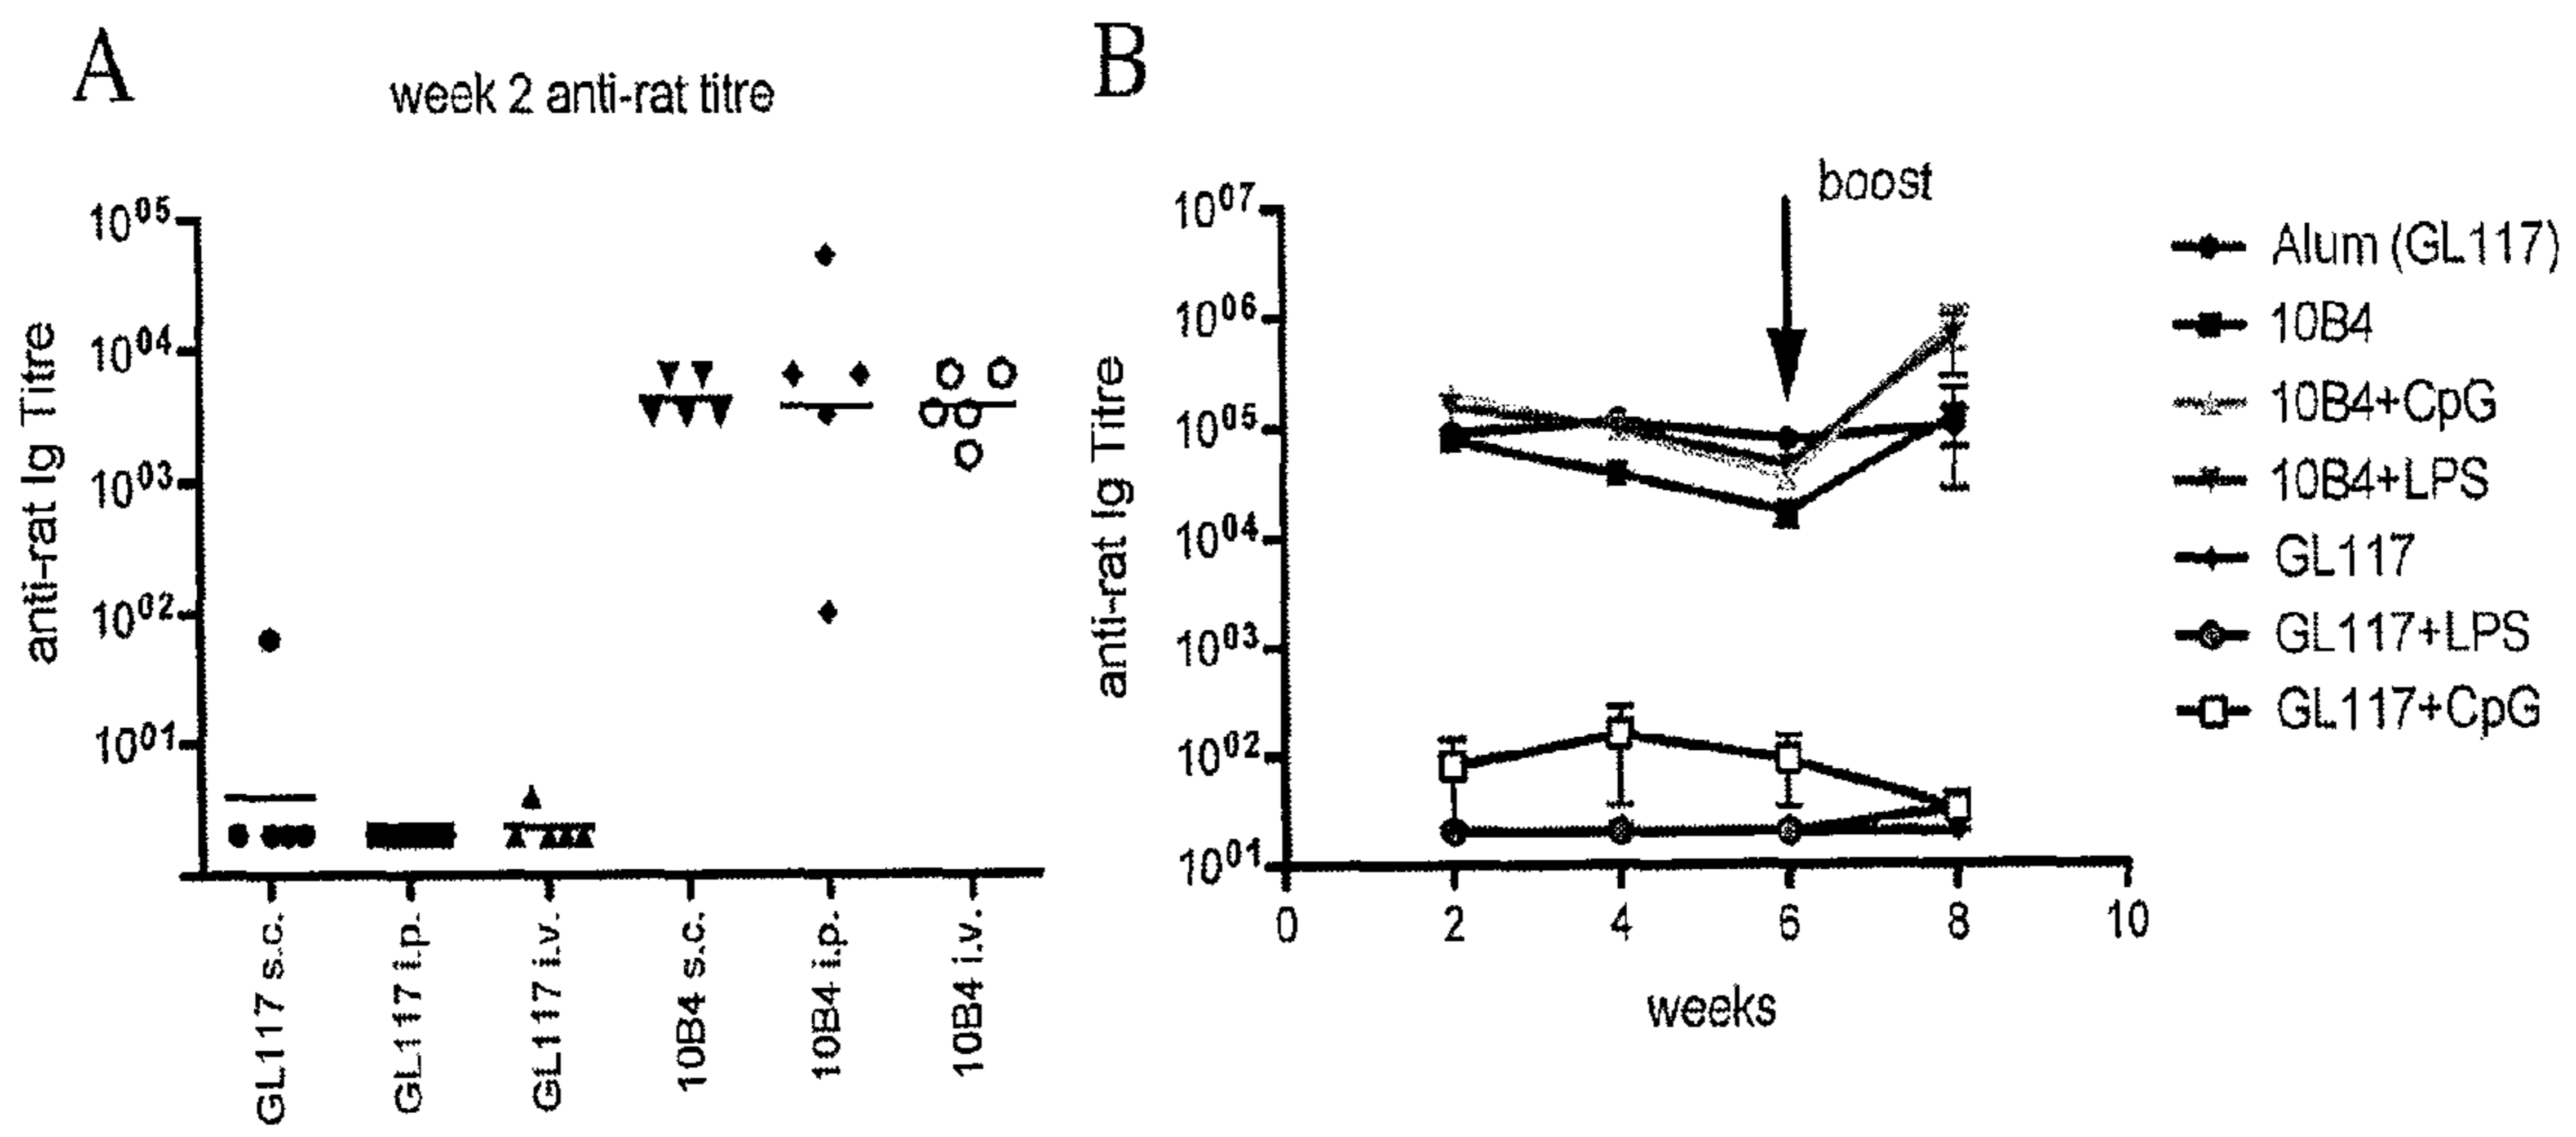 A
week 2 anti-rat titre
anti-rat Ig Titre
10^05
10^04
10^03
10^02
10^01
GL117 s.c.
GL117 i.p.
GL117 i.v.
10B4 s.c.
10B4 i.p.
10B4 i.v.
B
boost
anti-rat Ig Titre
10^07
10^06
10^05
10^04
10^03
10^02
10^01
0 2 4 6 8 10
weeks
Alum (GL117)
10B4
10B4+CpG
10B4+LPS
GL117
GL117+LPS
GL117+CpG